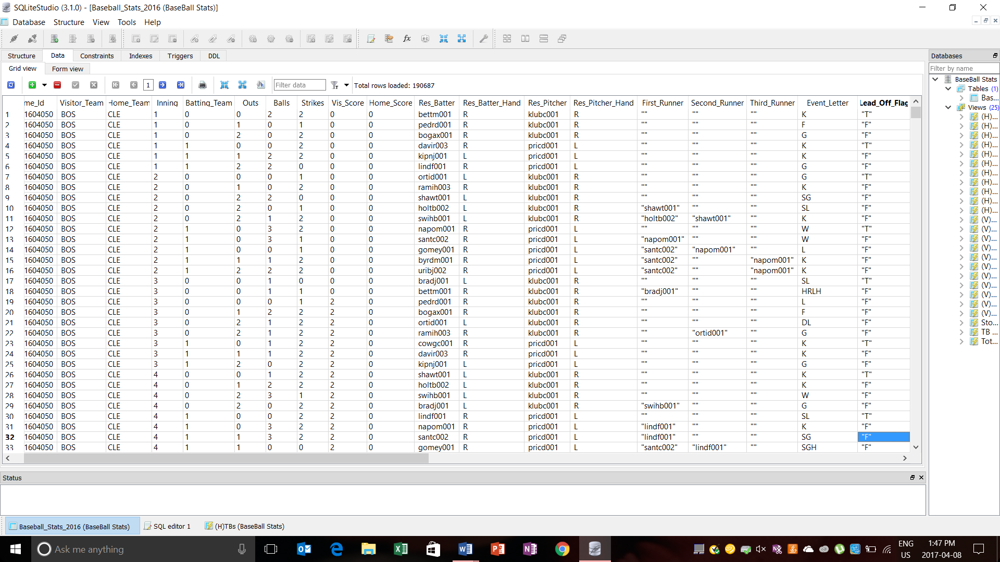 SQLiteStudio (3.1.0) - [Baseball_Stats_2016 (BaseBall Stats)]
Database Structure View Tools Help
Structure Data Constraints Indexes Triggers DDL
Grid view Form view
1 Filter data Total rows loaded: 190687
me_Id Visitor_Team Home_Team Inning Batting_Team Outs Balls Strikes Vis_Score Home_Score Res_Batter Res_Batter_Hand Res_Pitcher Res_Pitcher_Hand First_Runner Second_Runner Third_Runner Event_Letter Lead_Off_Flag
1 1604050 BOS CLE 1 0 0 2 2 0 0 bettm001 R klubc001 R "" "" "" K "T"
2 1604050 BOS CLE 1 0 1 0 1 0 0 pedrd001 R klubc001 R "" "" "" F "F"
3 1604050 BOS CLE 1 0 2 0 2 0 0 bogax001 R klubc001 R "" "" "" G "F"
4 1604050 BOS CLE 1 1 0 0 2 0 0 davir003 R pricd001 L "" "" "" K "T"
5 1604050 BOS CLE 1 1 1 2 2 0 0 kipnj001 L pricd001 L "" "" "" K "F"
6 1604050 BOS CLE 1 1 2 2 0 0 0 lindf001 R pricd001 L "" "" "" G "F"
7 1604050 BOS CLE 2 0 0 0 1 0 0 ortid001 L klubc001 R "" "" "" G "T"
8 1604050 BOS CLE 2 0 1 0 2 0 0 ramih003 R klubc001 R "" "" "" K "F"
9 1604050 BOS CLE 2 0 2 2 0 0 0 shawt001 L klubc001 R "" "" "" SG "F"
10 1604050 BOS CLE 2 0 2 0 1 0 0 holtb002 L klubc001 R "shawt001" "" "" SL "F"
11 1604050 BOS CLE 2 0 2 1 2 0 0 swihb001 L klubc001 R "holtb002" "shawt001" "" K "F"
12 1604050 BOS CLE 2 1 0 3 2 0 0 napom001 R pricd001 L "" "" "" W "T"
13 1604050 BOS CLE 2 1 0 3 1 0 0 santc002 R pricd001 L "napom001" "" "" W "F"
14 1604050 BOS CLE 2 1 0 0 1 0 0 gomey001 R pricd001 L "santc002" "napom001" "" L "F"
15 1604050 BOS CLE 2 1 1 1 2 0 0 byrdm001 R pricd001 L "santc002" "" "napom001" K "F"
16 1604050 BOS CLE 2 1 2 2 2 0 0 uribj002 R pricd001 L "santc002" "" "napom001" K "F"
17 1604050 BOS CLE 3 0 0 1 0 0 0 bradj001 L klubc001 R "" "" "" SL "T"
18 1604050 BOS CLE 3 0 0 1 1 0 0 bettm001 R klubc001 R "bradj001" "" "" HRLH "F"
19 1604050 BOS CLE 3 0 0 0 1 2 0 pedrd001 R klubc001 R "" "" "" L "F"
20 1604050 BOS CLE 3 0 1 2 2 2 0 bogax001 R klubc001 R "" "" "" F "F"
21 1604050 BOS CLE 3 0 2 1 2 2 0 ortid001 L klubc001 R "" "" "" DL "F"
22 1604050 BOS CLE 3 0 2 1 2 2 0 ramih003 R klubc001 R "" "ortid001" "" G "F"
23 1604050 BOS CLE 3 1 0 1 2 2 0 cowgc001 R pricd001 L "" "" "" K "T"
24 1604050 BOS CLE 3 1 1 1 2 2 0 davir003 R pricd001 L "" "" "" K "F"
25 1604050 BOS CLE 3 1 2 0 2 2 0 kipnj001 L pricd001 L "" "" "" G "F"
26 1604050 BOS CLE 4 0 0 1 2 2 0 shawt001 L klubc001 R "" "" "" K "T"
27 1604050 BOS CLE 4 0 1 2 2 2 0 holtb002 L klubc001 R "" "" "" K "F"
28 1604050 BOS CLE 4 0 2 3 1 2 0 swihb001 L klubc001 R "" "" "" W "F"
29 1604050 BOS CLE 4 0 2 0 2 2 0 bradj001 L klubc001 R "swihb001" "" "" G "F"
30 1604050 BOS CLE 4 1 0 0 2 2 0 lindf001 R pricd001 L "" "" "" SL "T"
31 1604050 BOS CLE 4 1 0 3 2 2 0 napom001 R pricd001 L "lindf001" "" "" K "F"
32 1604050 BOS CLE 4 1 1 3 2 2 0 santc002 R pricd001 L "lindf001" "" "" SG "F"
33 1604050 BOS CLE 4 1 1 0 0 2 0 gomey001 R pricd001 L "santc002" "lindf001" "" SGH "F"
Databases
Filter by name
BaseBall Stats
Tables (1)
Bas...
Views (25)
(H)...
(H)...
(H)...
(H)...
(H)...
(H)...
(H)...
(H)...
(H)...
(H)...
(H)...
(V)...
(V)...
(V)...
(V)...
(V)...
(V)...
(V)...
(V)...
(V)...
(V)...
(V)...
Sto...
TB ...
Tot...
Status
Baseball_Stats_2016 (BaseBall Stats) SQL editor 1 (H)TBs (BaseBall Stats)
Ask me anything
ENG
US
1:47 PM
2017-04-08